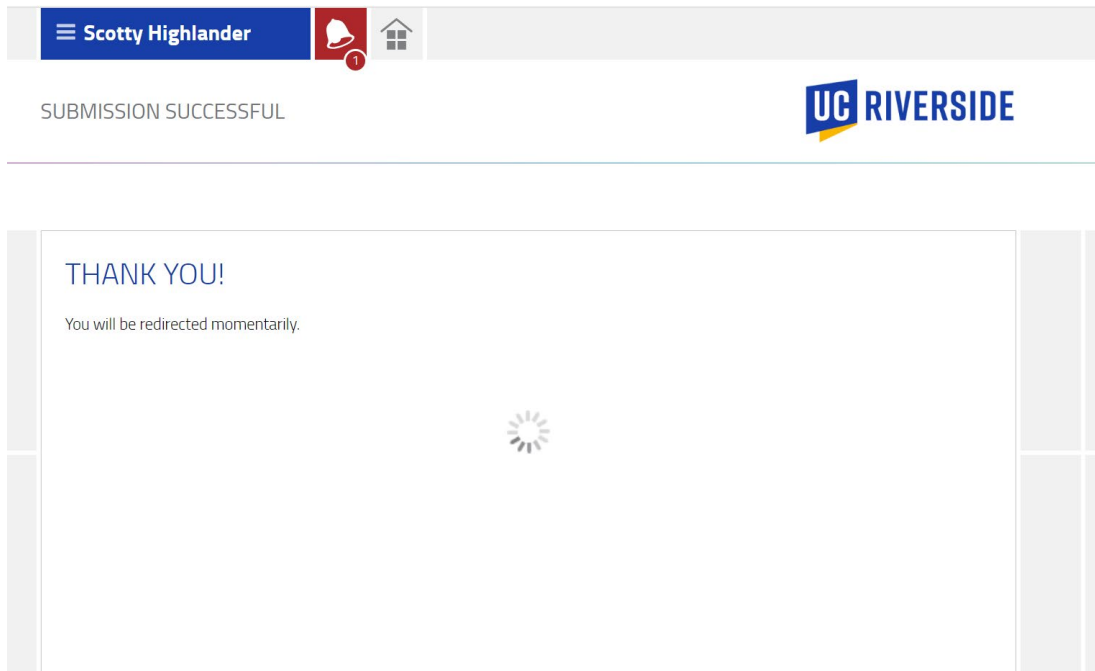 Scotty Highlander
1
SUBMISSION SUCCESSFUL
UC RIVERSIDE
THANK YOU!
You will be redirected momentarily.